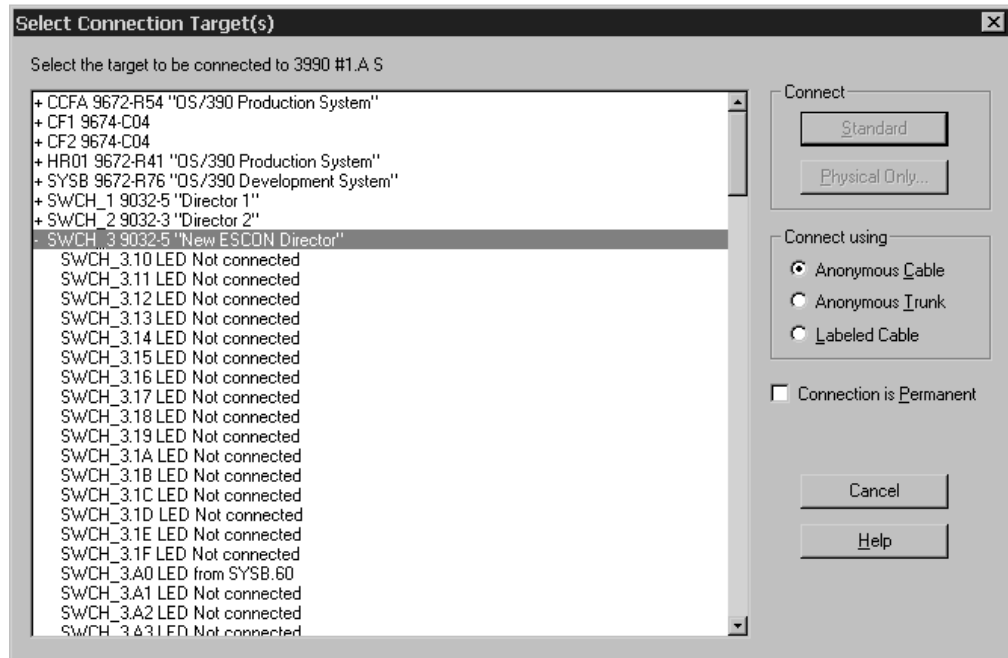 Select Connection Target(s)
Select the target to be connected to 3990 #1.A S
+ CCFA 9672-R54 "OS/390 Production System"
+ CF1 9674-C04
+ CF2 9674-C04
+ HR01 9672-R41 "OS/390 Production System"
+ SYSB 9672-R76 "OS/390 Development System"
+ SWCH_1 9032-5 "Director 1"
+ SWCH_2 9032-3 "Director 2"
- SWCH_3 9032-5 "New ESCON Director"
SWCH_3.10 LED Not connected
SWCH_3.11 LED Not connected
SWCH_3.12 LED Not connected
SWCH_3.13 LED Not connected
SWCH_3.14 LED Not connected
SWCH_3.15 LED Not connected
SWCH_3.16 LED Not connected
SWCH_3.17 LED Not connected
SWCH_3.18 LED Not connected
SWCH_3.19 LED Not connected
SWCH_3.1A LED Not connected
SWCH_3.1B LED Not connected
SWCH_3.1C LED Not connected
SWCH_3.1D LED Not connected
SWCH_3.1E LED Not connected
SWCH_3.1F LED Not connected
SWCH_3.A0 LED from SYSB.60
SWCH_3.A1 LED Not connected
SWCH_3.A2 LED Not connected
SWCH_3.A3 LED Not connected
Connect
Standard
Physical Only...
Connect using
Anonymous Cable
Anonymous Trunk
Labeled Cable
Connection is Permanent
Cancel
Help